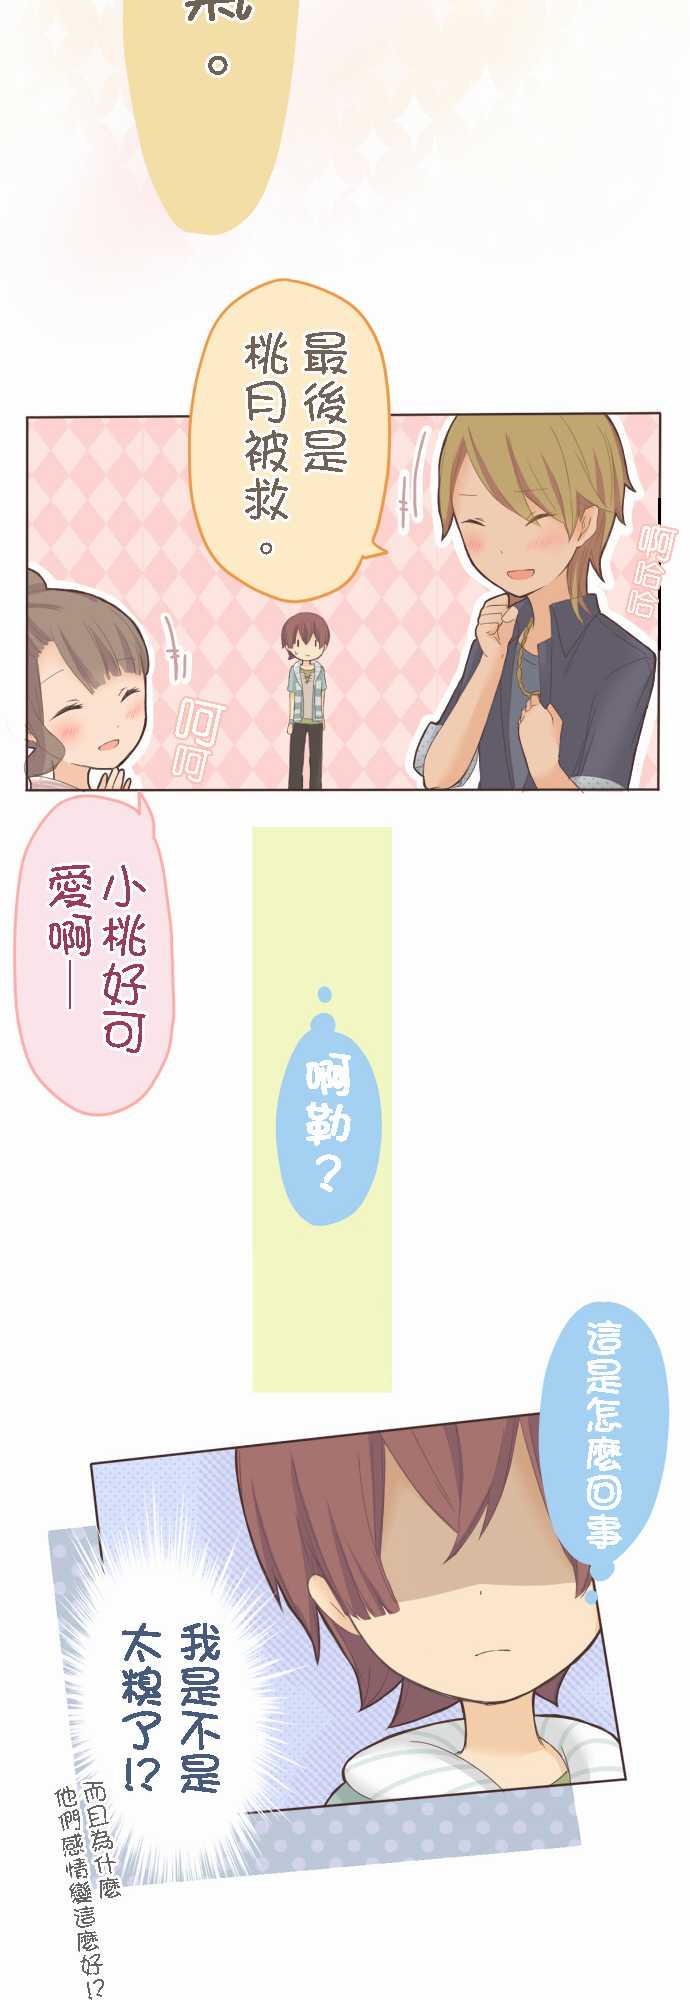 氣。
最後是
桃月被救。
哈哈
呵呵
小桃好可
愛啊—
啊勒？
這是怎麼回事
我是不是
太糗了!?
而且為什麼
他們感情變這麼好!?